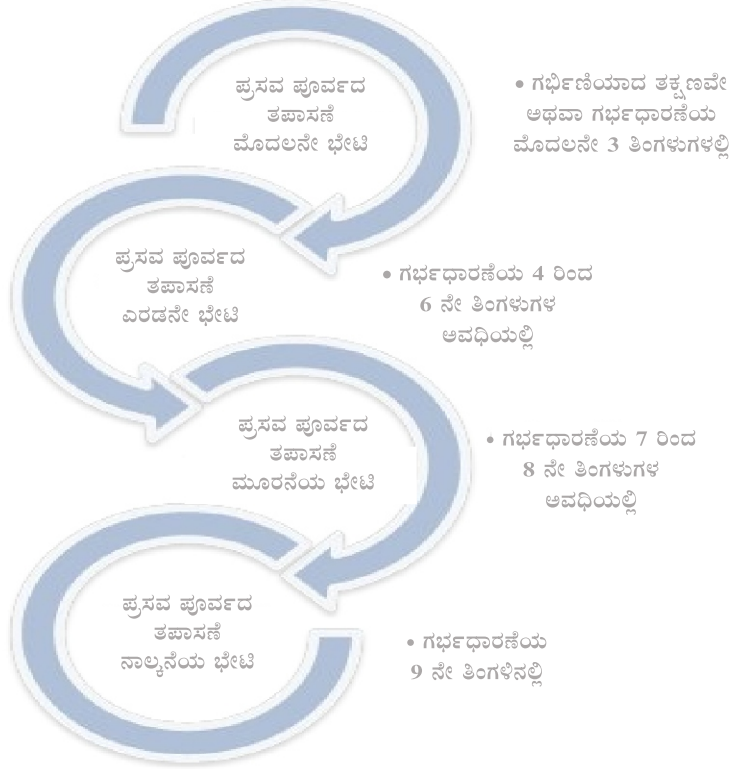 ಪ್ರಸವ ಪೂರ್ವದ
ತಪಾಸಣೆ
ಮೊದಲನೇ ಭೇಟಿ
• ಗರ್ಭಿಣಿಯಾದ ತಕ್ಷಣವೇ
ಅಥವಾ ಗರ್ಭಧಾರಣೆಯ
ಮೊದಲನೇ 3 ತಿಂಗಳುಗಳಲ್ಲಿ
ಪ್ರಸವ ಪೂರ್ವದ
ತಪಾಸಣೆ
ಎರಡನೇ ಭೇಟಿ
• ಗರ್ಭಧಾರಣೆಯ 4 ರಿಂದ
6 ನೇ ತಿಂಗಳುಗಳ
ಅವಧಿಯಲ್ಲಿ
ಪ್ರಸವ ಪೂರ್ವದ
ತಪಾಸಣೆ
ಮೂರನೆಯ ಭೇಟಿ
• ಗರ್ಭಧಾರಣೆಯ 7 ರಿಂದ
8 ನೇ ತಿಂಗಳುಗಳ
ಅವಧಿಯಲ್ಲಿ
ಪ್ರಸವ ಪೂರ್ವದ
ತಪಾಸಣೆ
ನಾಲ್ಕನೆಯ ಭೇಟಿ
• ಗರ್ಭಧಾರಣೆಯ
9 ನೇ ತಿಂಗಳಿನಲ್ಲಿ